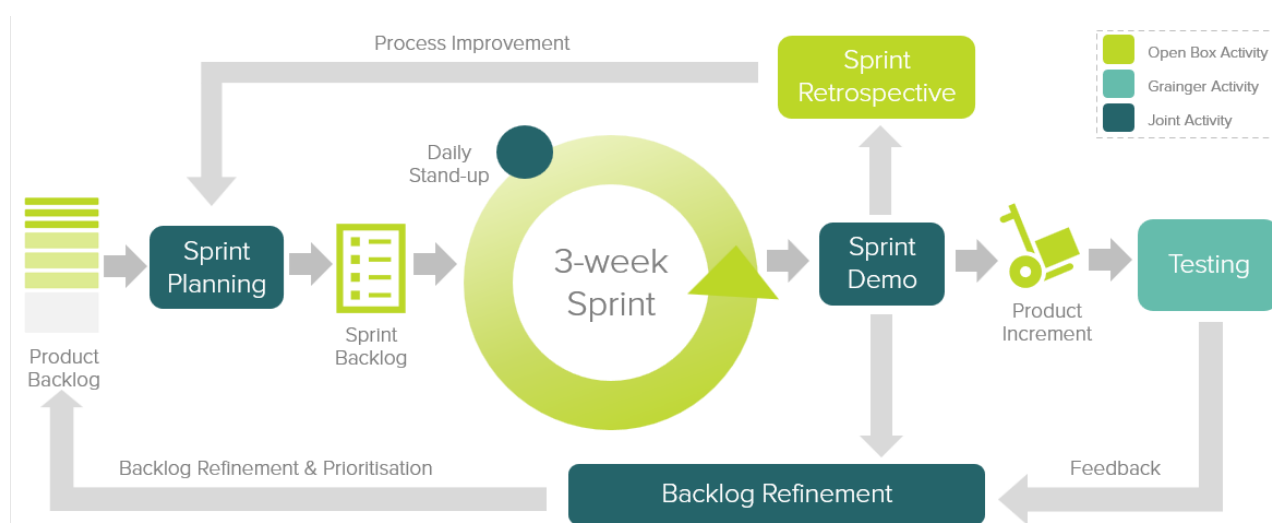 Process Improvement
Sprint
Retrospective
Open Box Activity
Grainger Activity
Joint Activity
Daily
Stand-up
Sprint
Planning
3-week
Sprint
Sprint
Demo
Testing
Product
Increment
Sprint
Backlog
Product
Backlog
Backlog Refinement & Prioritisation
Backlog Refinement
Feedback